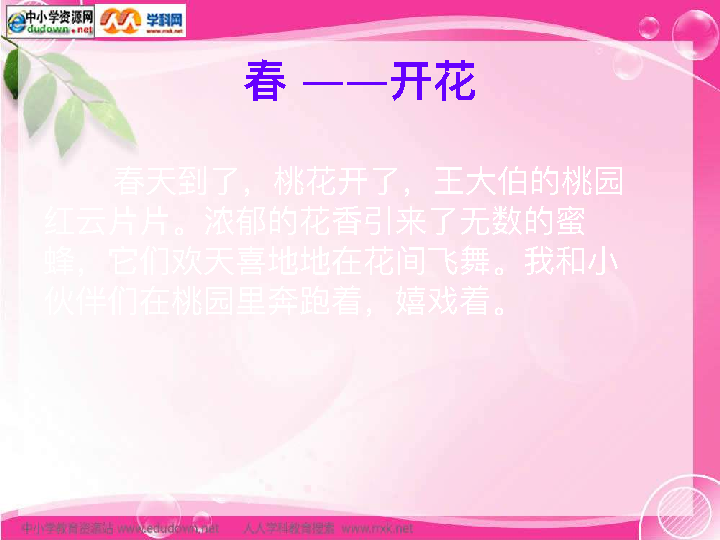 中小学资源网
dudown.net
学科网
www.nxk.net
春 ——开花
春天到了，桃花开了，王大伯的桃园
红云片片。浓郁的花香引来了无数的蜜
蜂，它们欢天喜地地在花间飞舞。我和小
伙伴们在桃园里奔跑着，嬉戏着。
中小学教育资源站 www.edudown.net 人人学科教育搜索 www.rrxk.net